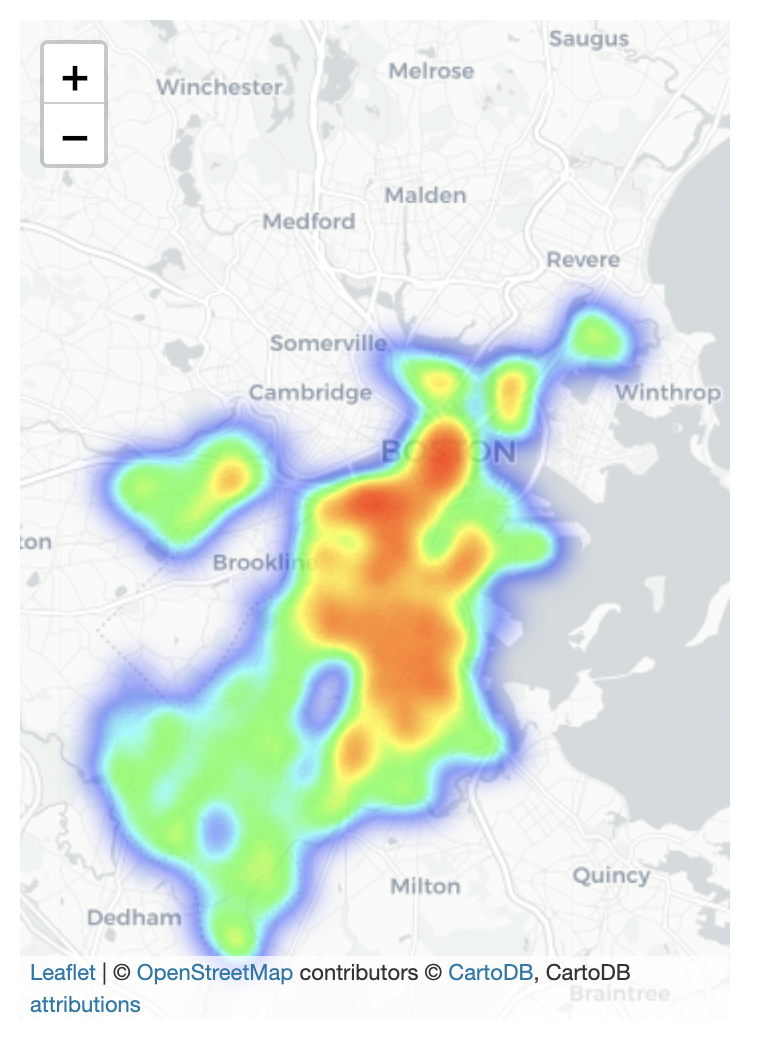 Saugus
+
Melrose
Winchester
−
Malden
Medford
Revere
Somerville
Cambridge
Winthrop
BOSTON
ton
Brookline
Milton
Quincy
Dedham
Leaflet | © OpenStreetMap contributors © CartoDB, CartoDB
attributions
Braintree